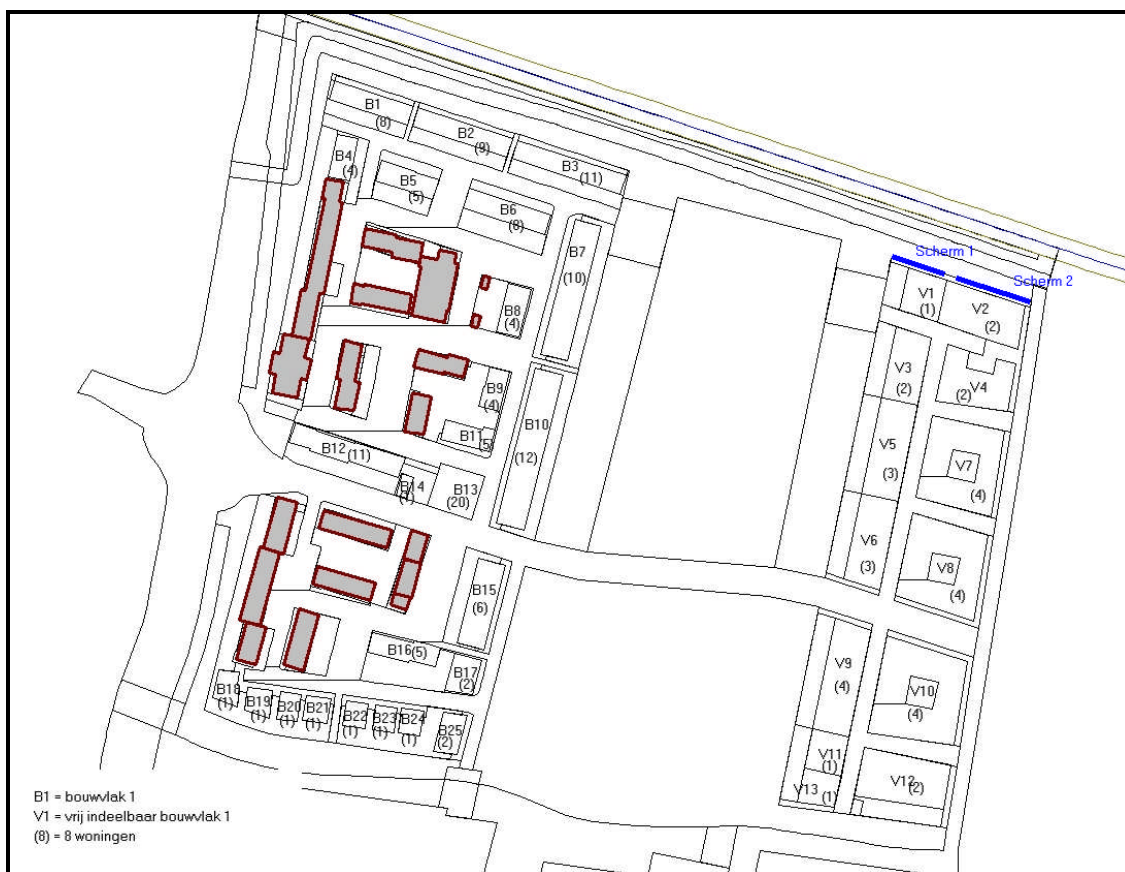 B1
(8)
B2
(9)
B3
(11)
B4
(4)
B5
(5)
B6
(8)
B7
(10)
Scherm 1
Scherm 2
V1
(1)
V2
(2)
B8
(4)
V3
(2)
V4
(2)
B9
(4)
B10
(12)
B11
(5)
V5
(3)
V7
(4)
B12
(11)
B14
(1)
B13
(20)
V6
(3)
V8
(4)
B15
(6)
B16
(5)
B17
(2)
V9
(4)
V10
(4)
B18
(1)
B19
(1)
B20
(1)
B21
(1)
B22
(1)
B23
(1)
B24
(1)
B25
(2)
V11
(1)
V13
(1)
V12
(2)
B1 = bouwvlak 1
V1 = vrij indeelbaar bouwvlak 1
(8) = 8 woningen